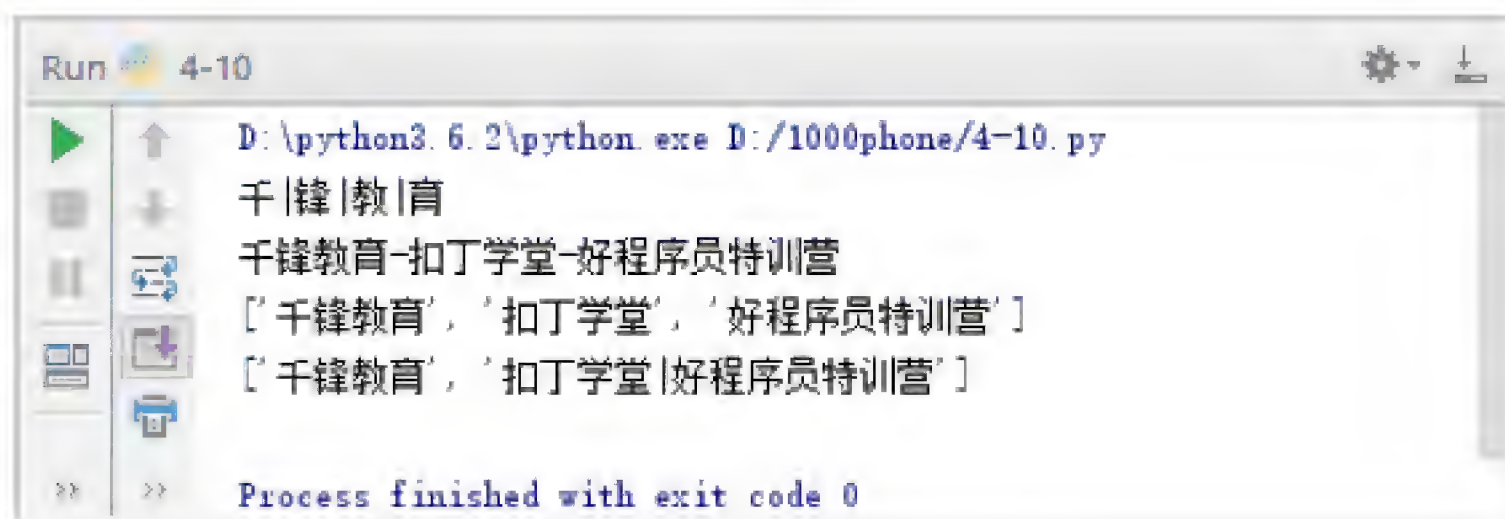 Run 4-10
D:\python3.6.2\python.exe D:/1000phone/4-10.py
千|锋|教|育
千锋教育-扣丁学堂-好程序员特训营
['千锋教育', '扣丁学堂', '好程序员特训营']
['千锋教育', '扣丁学堂|好程序员特训营']
Process finished with exit code 0